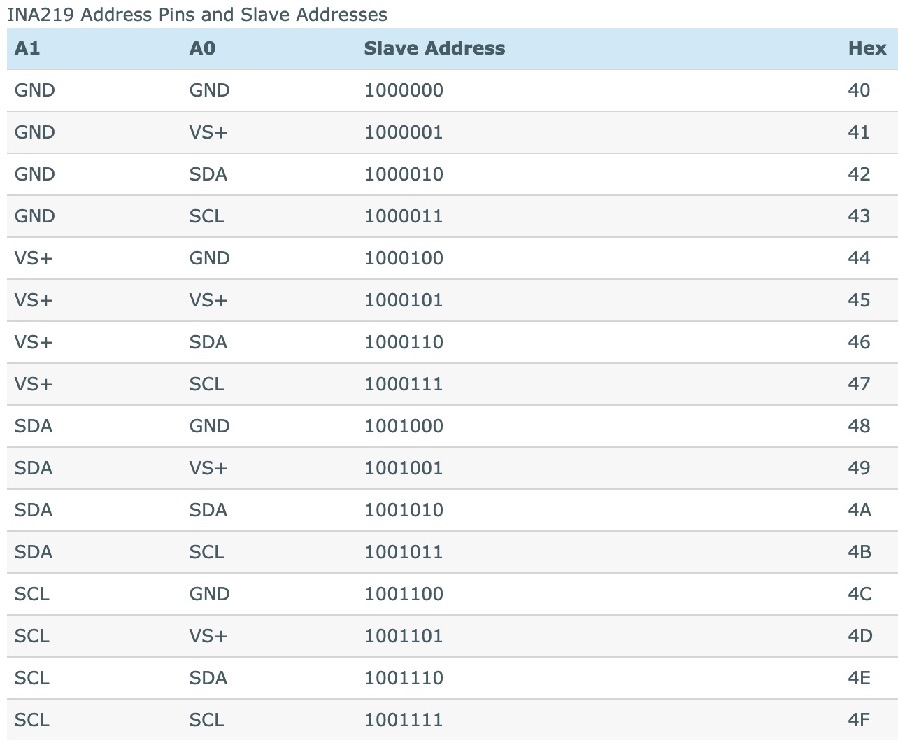 INA219 Address Pins and Slave Addresses
A1 A0 Slave Address Hex
GND GND 1000000 40
GND VS+ 1000001 41
GND SDA 1000010 42
GND SCL 1000011 43
VS+ GND 1000100 44
VS+ VS+ 1000101 45
VS+ SDA 1000110 46
VS+ SCL 1000111 47
SDA GND 1001000 48
SDA VS+ 1001001 49
SDA SDA 1001010 4A
SDA SCL 1001011 4B
SCL GND 1001100 4C
SCL VS+ 1001101 4D
SCL SDA 1001110 4E
SCL SCL 1001111 4F